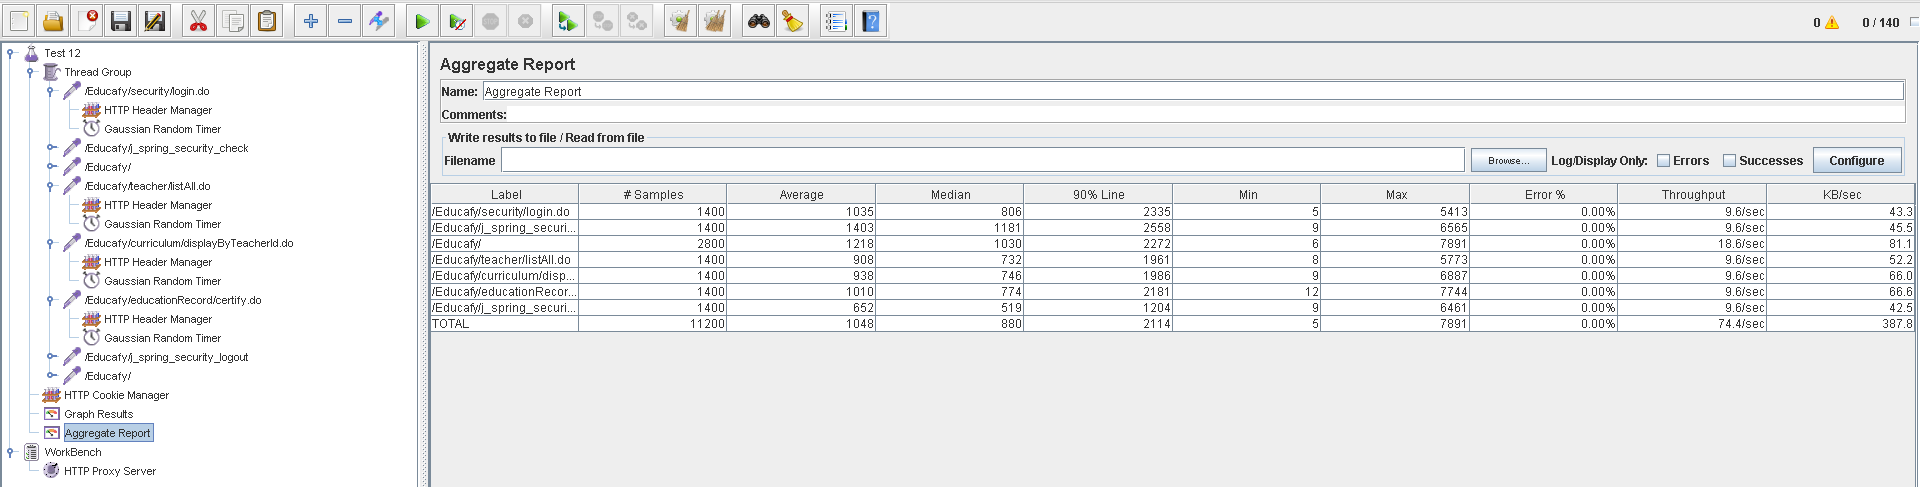 0 0 / 140
Test 12
Thread Group
/Educafy/security/login.do
HTTP Header Manager
Gaussian Random Timer
/Educafy/j_spring_security_check
/Educafy/
/Educafy/teacher/listAll.do
HTTP Header Manager
Gaussian Random Timer
/Educafy/curriculum/displayByTeacherId.do
HTTP Header Manager
Gaussian Random Timer
/Educafy/educationRecord/certify.do
HTTP Header Manager
Gaussian Random Timer
/Educafy/j_spring_security_logout
/Educafy/
HTTP Cookie Manager
Graph Results
Aggregate Report
WorkBench
HTTP Proxy Server
Aggregate Report
Name: Aggregate Report
Comments:
Write results to file / Read from file
Filename Browse... Log/Display Only: Errors Successes Configure
Label # Samples Average Median 90% Line Min Max Error % Throughput KB/sec
/Educafy/security/login.do 1400 1035 806 2335 5 5413 0.00% 9.6/sec 43.3
/Educafy/j_spring_securi... 1400 1403 1181 2558 9 6565 0.00% 9.6/sec 45.5
/Educafy/ 2800 1218 1030 2272 6 7891 0.00% 18.6/sec 81.1
/Educafy/teacher/listAll.do 1400 908 732 1961 8 5773 0.00% 9.6/sec 52.2
/Educafy/curriculum/disp... 1400 938 746 1986 9 6887 0.00% 9.6/sec 66.0
/Educafy/educationRecor... 1400 1010 774 2181 12 7744 0.00% 9.6/sec 66.6
/Educafy/j_spring_securi... 1400 652 519 1204 9 6461 0.00% 9.6/sec 42.5
TOTAL 11200 1048 880 2114 5 7891 0.00% 74.4/sec 387.8